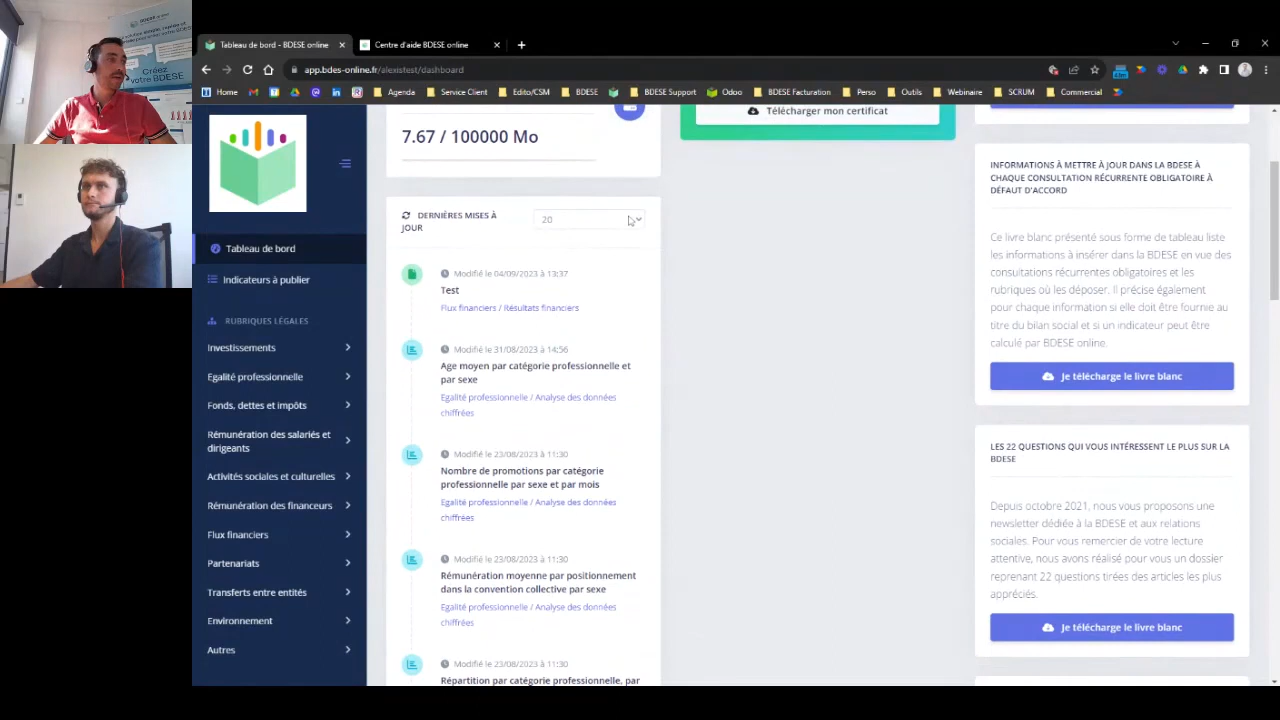 BDESE online
Créez
votre BDESE
Tableau de bord - BDESE online
Centre d'aide BDESE online
app.bdes-online.fr/alexistest/dashboard
Home
Agenda
Service Client
Edito/CSM
BDESE
BDESE Support
Odoo
BDESE Facturation
Perso
Outils
Webinaire
SCRUM
Commercial
Tableau de bord
Indicateurs à publier
RUBRIQUES LÉGALES
Investissements
Egalité professionnelle
Fonds, dettes et impôts
Rémunération des salariés et
dirigeants
Activités sociales et culturelles
Rémunération des financeurs
Flux financiers
Partenariats
Transferts entre entités
Environnement
Autres
7.67 / 100000 Mo
DERNIÈRES MISES À
JOUR
20
Modifié le 04/09/2023 à 13:37
Test
Flux financiers / Résultats financiers
Modifié le 31/08/2023 à 14:56
Age moyen par catégorie professionnelle et
par sexe
Egalité professionnelle / Analyse des données
chiffrées
Modifié le 23/08/2023 à 11:30
Nombre de promotions par catégorie
professionnelle par sexe et par mois
Egalité professionnelle / Analyse des données
chiffrées
Modifié le 23/08/2023 à 11:30
Rémunération moyenne par positionnement
dans la convention collective par sexe
Egalité professionnelle / Analyse des données
chiffrées
Modifié le 23/08/2023 à 11:30
Répartition par catégorie professionnelle, par
Télécharger mon certificat
INFORMATIONS À METTRE À JOUR DANS LA BDESE À
CHAQUE CONSULTATION RÉCURRENTE OBLIGATOIRE À
DÉFAUT D'ACCORD
Ce livre blanc présenté sous forme de tableau liste
les informations à insérer dans la BDESE en vue des
consultations récurrentes obligatoires et les
rubriques où les déposer. Il précise également
pour chaque information si elle doit être fournie au
titre du bilan social et si un indicateur peut être
calculé par BDESE online.
Je télécharge le livre blanc
LES 22 QUESTIONS QUI VOUS INTÉRESSENT LE PLUS SUR LA
BDESE
Depuis octobre 2021, nous vous proposons une
newsletter dédiée à la BDESE et aux relations
sociales. Pour vous remercier de votre lecture
attentive, nous avons réalisé pour vous un dossier
reprenant 22 questions tirées des articles les plus
appréciés.
Je télécharge le livre blanc